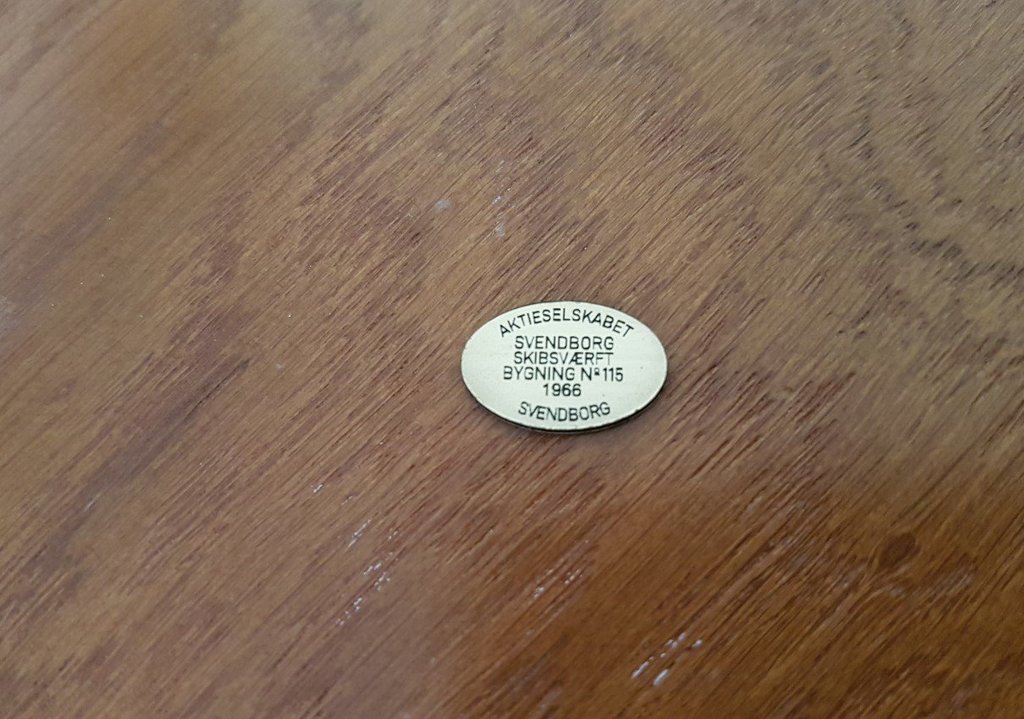 AKTIESELSKABET
SVENDBORG
SKIBSVÆRFT
BYGNING Nº 115
1966
SVENDBORG